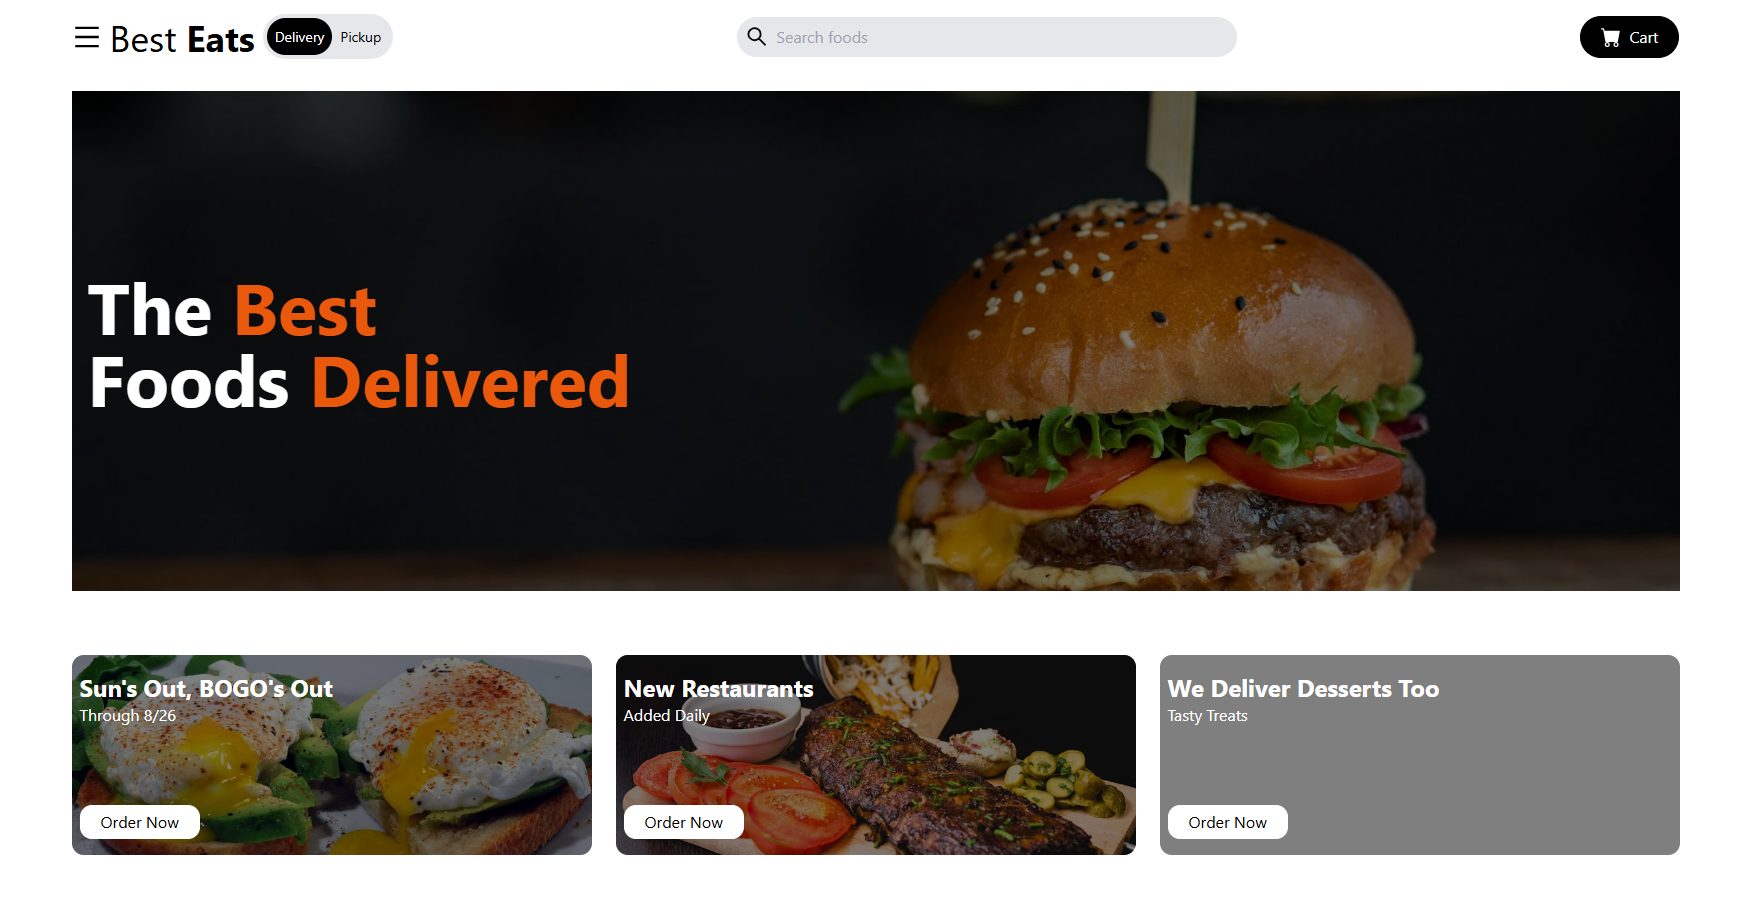 Best Eats
Delivery Pickup
Search foods
Cart
The Best
Foods Delivered
Sun's Out, BOGO's Out
Through 8/26
Order Now
New Restaurants
Added Daily
Order Now
We Deliver Desserts Too
Tasty Treats
Order Now